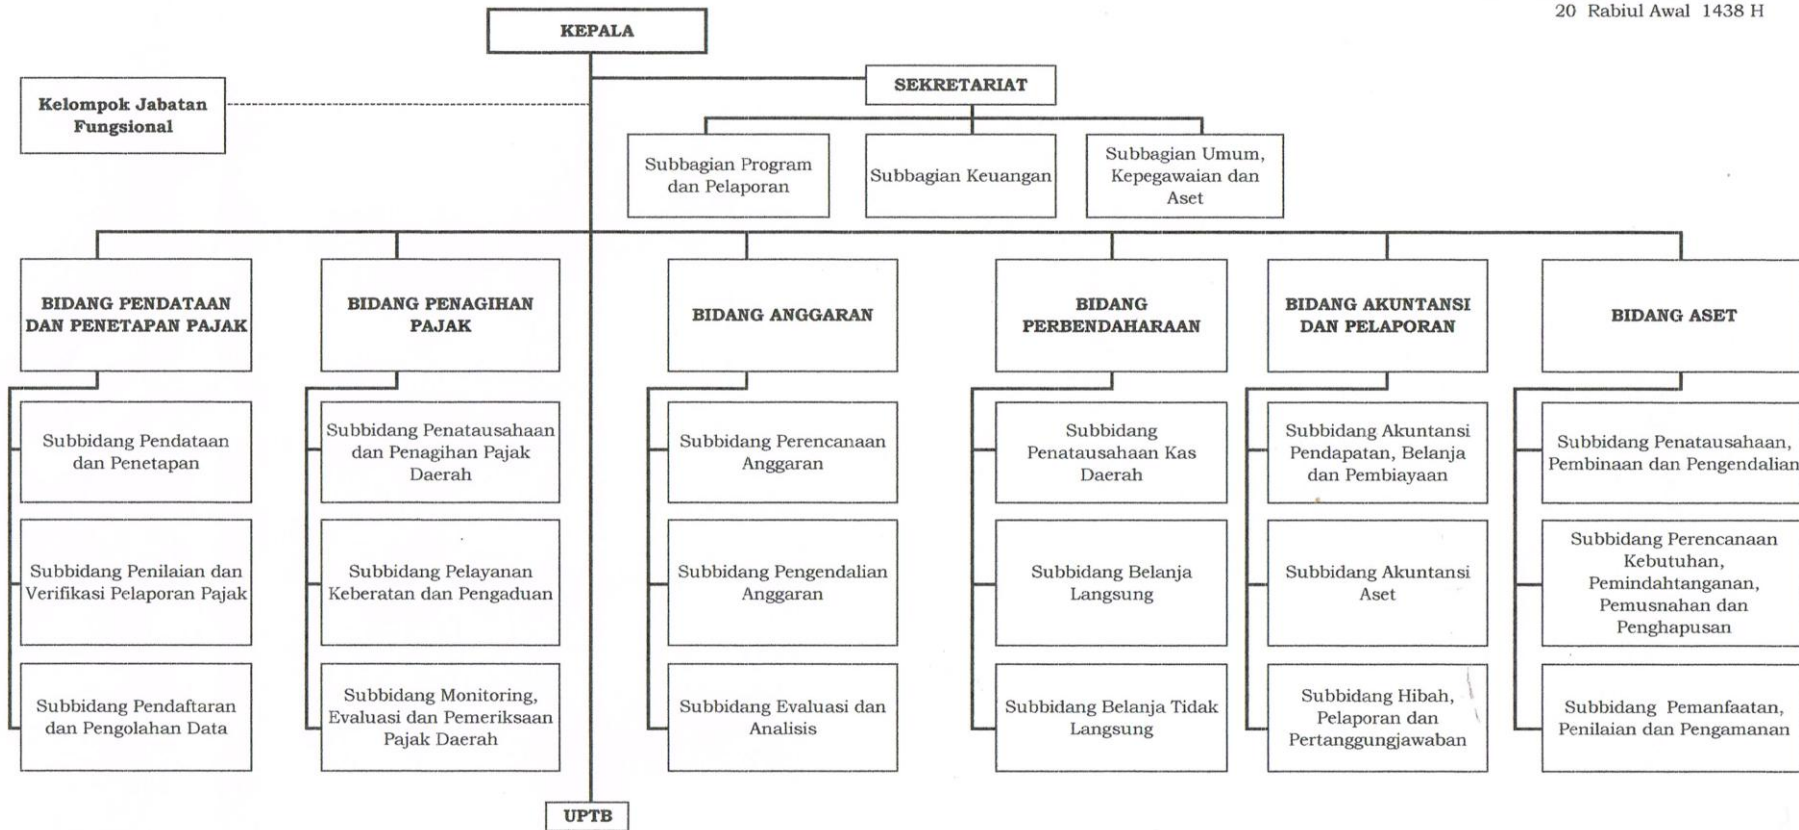 20 Rabiul Awal 1438 H
KEPALA
SEKRETARIAT
Kelompok Jabatan
Fungsional
Subbagian Program
dan Pelaporan
Subbagian Keuangan
Subbagian Umum,
Kepegawaian dan
Aset
BIDANG PENDATAAN
DAN PENETAPAN PAJAK
BIDANG PENAGIHAN
PAJAK
BIDANG ANGGARAN
BIDANG
PERBENDAHARAAN
BIDANG AKUNTANSI
DAN PELAPORAN
BIDANG ASET
Subbidang Pendataan
dan Penetapan
Subbidang Penatausahaan
dan Penagihan Pajak
Daerah
Subbidang Perencanaan
Anggaran
Subbidang
Penatausahaan Kas
Daerah
Subbidang Akuntansi
Pendapatan, Belanja
dan Pembiayaan
Subbidang Penatausahaan,
Pembinaan dan Pengendalian
Subbidang Penilaian dan
Verifikasi Pelaporan Pajak
Subbidang Pelayanan
Keberatan dan Pengaduan
Subbidang Pengendalian
Anggaran
Subbidang Belanja
Langsung
Subbidang Akuntansi
Aset
Subbidang Perencanaan
Kebutuhan,
Pemindahtanganan,
Pemusnahan dan
Penghapusan
Subbidang Pendaftaran
dan Pengolahan Data
Subbidang Monitoring,
Evaluasi dan Pemeriksaan
Pajak Daerah
Subbidang Evaluasi dan
Analisis
Subbidang Belanja Tidak
Langsung
Subbidang Hibah,
Pelaporan dan
Pertanggungjawaban
Subbidang Pemanfaatan,
Penilaian dan Pengamanan
UPTB